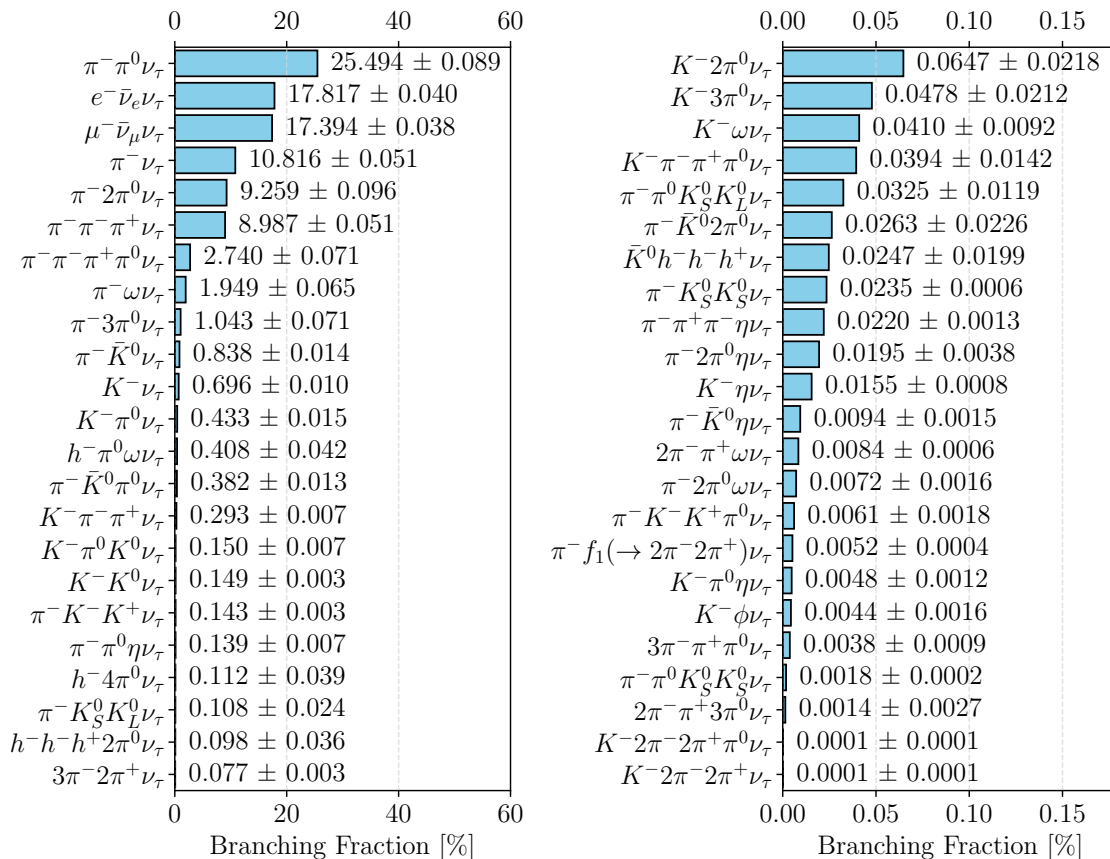 0 20 40 60
π⁻π⁰ν_τ 25.494 ± 0.089
e⁻ν̄_eν_τ 17.817 ± 0.040
μ⁻ν̄_μν_τ 17.394 ± 0.038
π⁻ν_τ 10.816 ± 0.051
π⁻2π⁰ν_τ 9.259 ± 0.096
π⁻π⁻π⁺ν_τ 8.987 ± 0.051
π⁻π⁻π⁺π⁰ν_τ 2.740 ± 0.071
π⁻ων_τ 1.949 ± 0.065
π⁻3π⁰ν_τ 1.043 ± 0.071
π⁻K̄⁰ν_τ 0.838 ± 0.014
K⁻ν_τ 0.696 ± 0.010
K⁻π⁰ν_τ 0.433 ± 0.015
h⁻π⁰ων_τ 0.408 ± 0.042
π⁻K̄⁰π⁰ν_τ 0.382 ± 0.013
K⁻π⁻π⁺ν_τ 0.293 ± 0.007
K⁻π⁰K⁰ν_τ 0.150 ± 0.007
K⁻K⁰ν_τ 0.149 ± 0.003
π⁻K⁻K⁺ν_τ 0.143 ± 0.003
π⁻π⁰ην_τ 0.139 ± 0.007
h⁻4π⁰ν_τ 0.112 ± 0.039
π⁻K⁰_SK⁰_Lν_τ 0.108 ± 0.024
h⁻h⁻h⁺2π⁰ν_τ 0.098 ± 0.036
3π⁻2π⁺ν_τ 0.077 ± 0.003
0 20 40 60
Branching Fraction [%]
0.00 0.05 0.10 0.15
K⁻2π⁰ν_τ 0.0647 ± 0.0218
K⁻3π⁰ν_τ 0.0478 ± 0.0212
K⁻ων_τ 0.0410 ± 0.0092
K⁻π⁻π⁺π⁰ν_τ 0.0394 ± 0.0142
π⁻π⁰K⁰_SK⁰_Lν_τ 0.0325 ± 0.0119
π⁻K̄⁰2π⁰ν_τ 0.0263 ± 0.0226
K̄⁰h⁻h⁻h⁺ν_τ 0.0247 ± 0.0199
π⁻K⁰_SK⁰_Sν_τ 0.0235 ± 0.0006
π⁻π⁺π⁻ην_τ 0.0220 ± 0.0013
π⁻2π⁰ην_τ 0.0195 ± 0.0038
K⁻ην_τ 0.0155 ± 0.0008
π⁻K̄⁰ην_τ 0.0094 ± 0.0015
2π⁻π⁺ων_τ 0.0084 ± 0.0006
π⁻2π⁰ων_τ 0.0072 ± 0.0016
π⁻K⁻K⁺π⁰ν_τ 0.0061 ± 0.0018
π⁻f₁(→ 2π⁻2π⁺)ν_τ 0.0052 ± 0.0004
K⁻π⁰ην_τ 0.0048 ± 0.0012
K⁻ϕν_τ 0.0044 ± 0.0016
3π⁻π⁺π⁰ν_τ 0.0038 ± 0.0009
π⁻π⁰K⁰_SK⁰_Sν_τ 0.0018 ± 0.0002
2π⁻π⁺3π⁰ν_τ 0.0014 ± 0.0027
K⁻2π⁻2π⁺π⁰ν_τ 0.0001 ± 0.0001
K⁻2π⁻2π⁺ν_τ 0.0001 ± 0.0001
0.00 0.05 0.10 0.15
Branching Fraction [%]